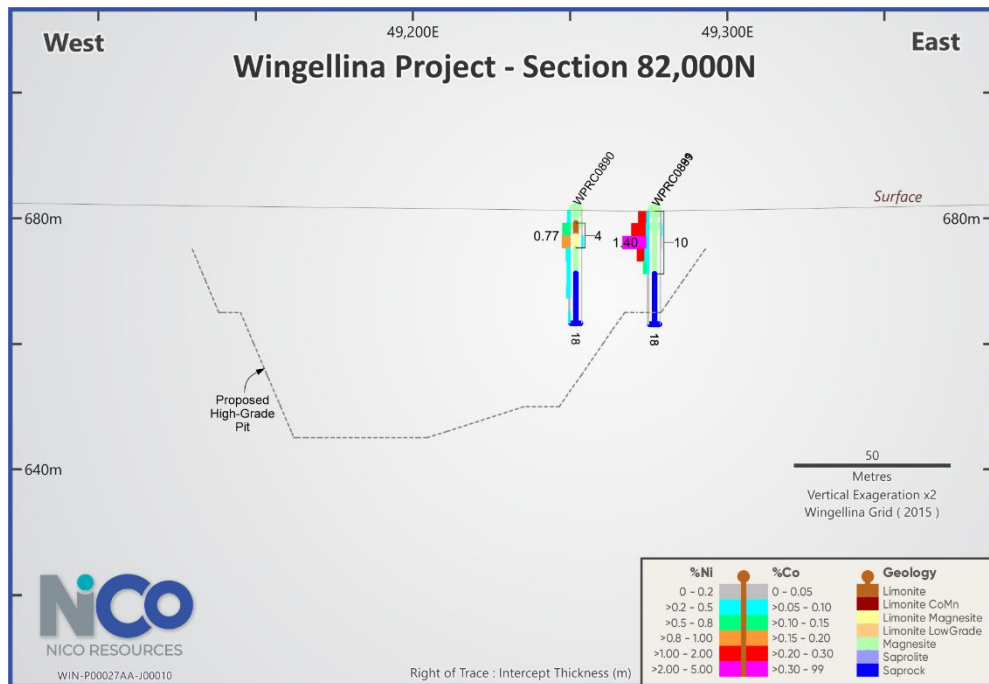 West
49,200E
49,300E
East
Wingellina Project - Section 82,000N
WPRC0890
Surface
680m
680m
0.77
4
1.40
10
18
18
Proposed
High-Grade
Pit
640m
640m
50
Metres
Vertical Exageration x2
Wingellina Grid ( 2015 )
NiCo
NICO RESOURCES
WIN-P00027AA-J00010
Right of Trace : Intercept Thickness (m)
%Ni %Co Geology
0 - 0.2 0 - 0.05 Limonite
>0.2 - 0.5 >0.05 - 0.10 Limonite CoMn
>0.5 - 0.8 >0.10 - 0.15 Limonite Magnesite
>0.8 - 1.00 >0.15 - 0.20 Limonite LowGrade
>1.00 - 2.00 >0.20 - 0.30 Magnesite
>2.00 - 5.00 >0.30 - 99 Saprolite
Saprock